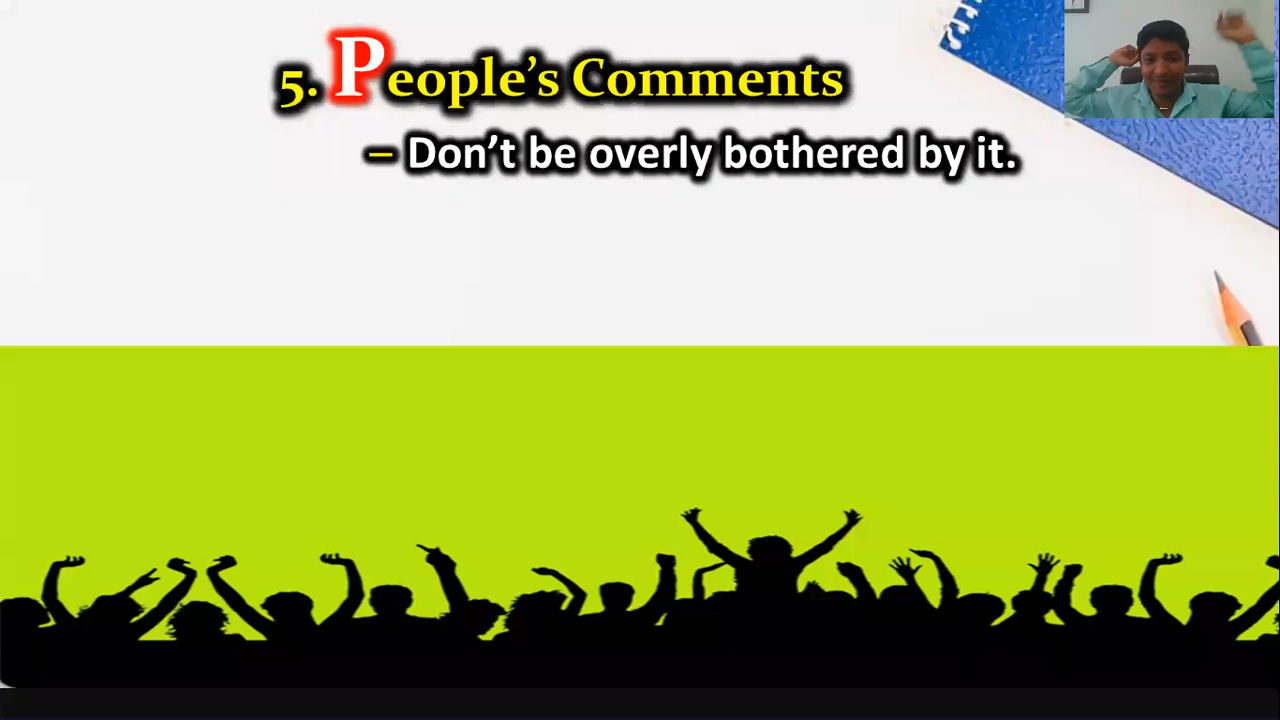 5. People’s Comments
– Don’t be overly bothered by it.